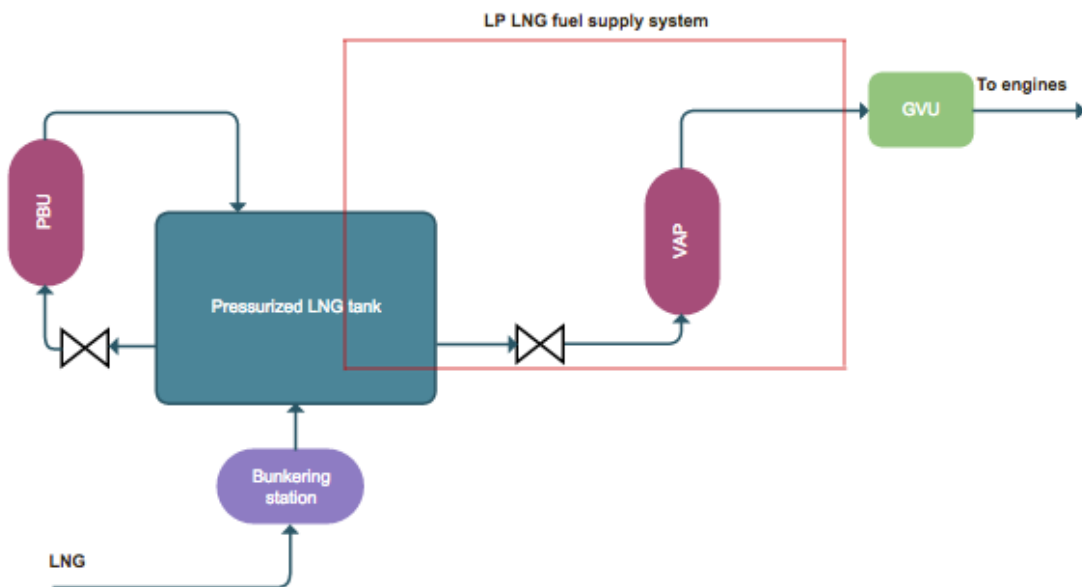 LP LNG fuel supply system
To engines
GVU
PBU
VAP
Pressurized LNG tank
Bunkering
station
LNG